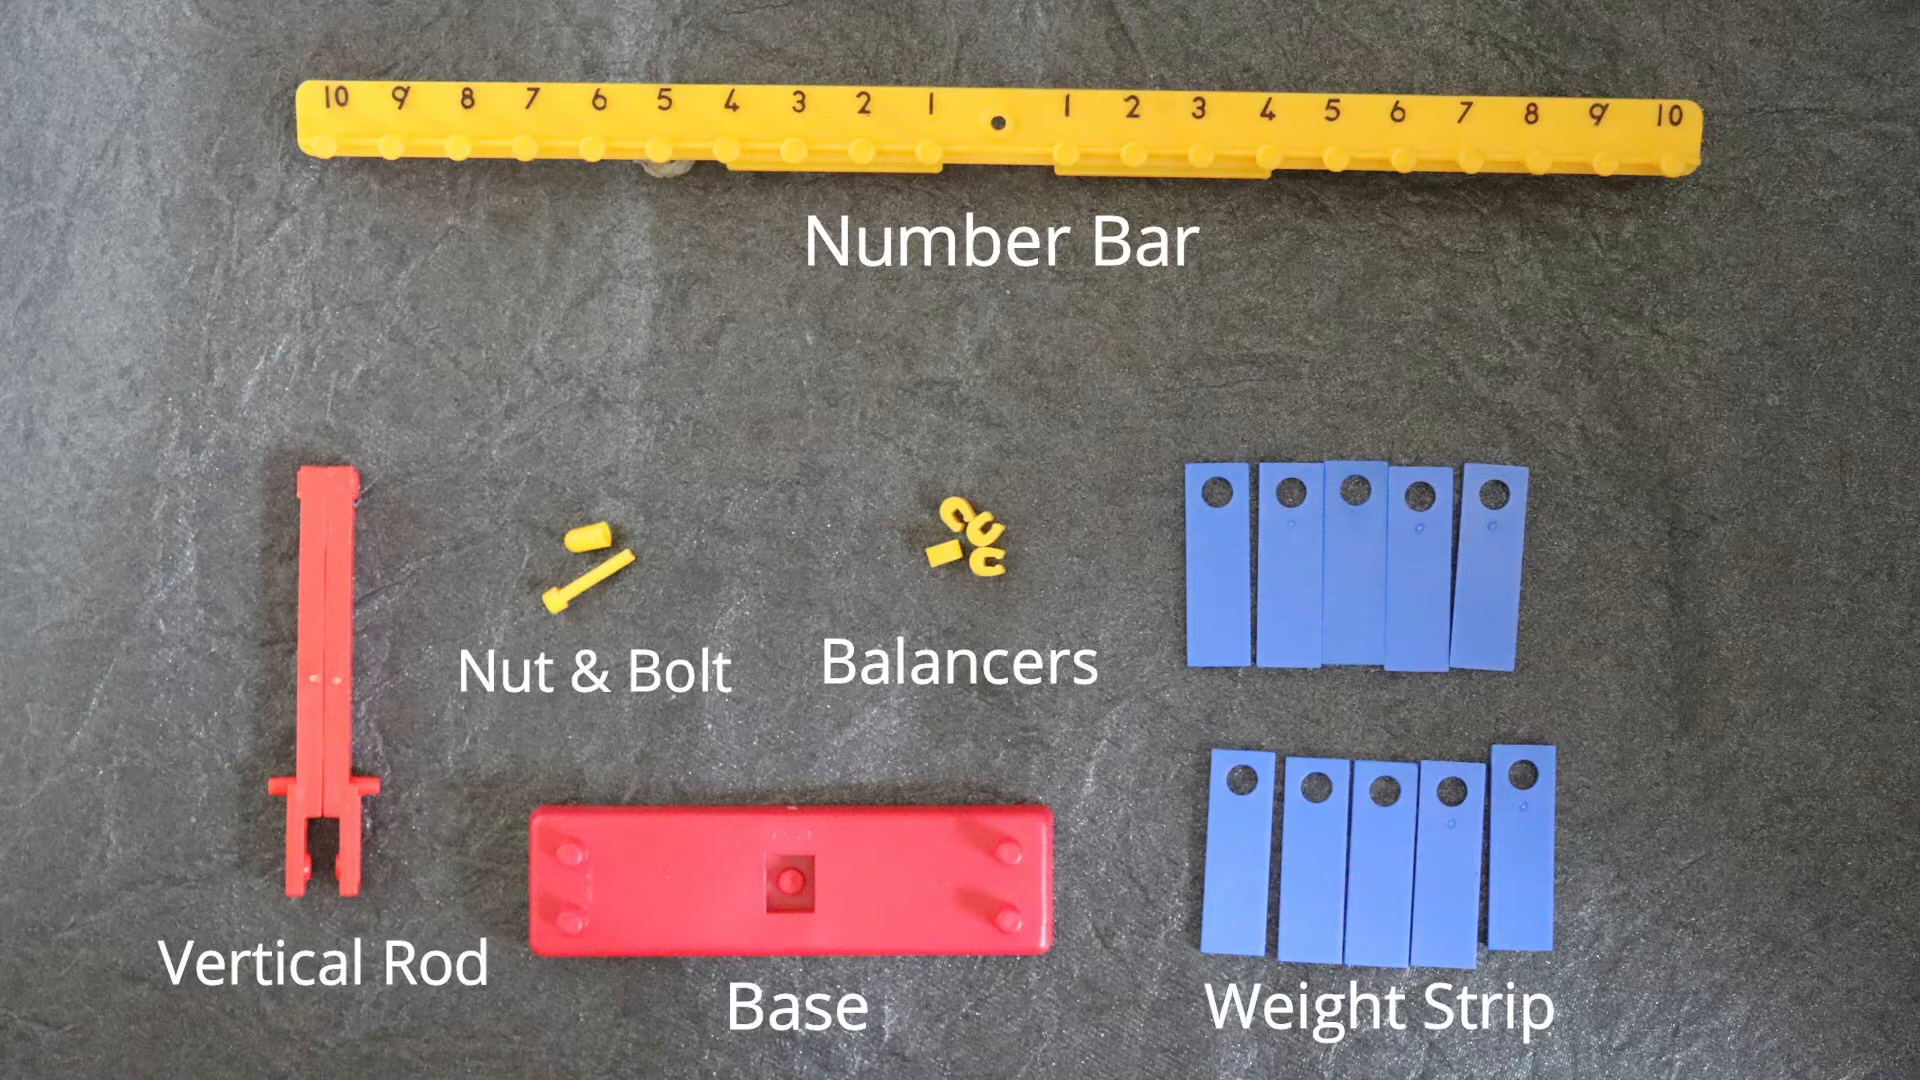 10 9 8 7 6 5 4 3 2 1 1 2 3 4 5 6 7 8 9 10
Number Bar
Nut & Bolt
Balancers
Vertical Rod
Base
Weight Strip